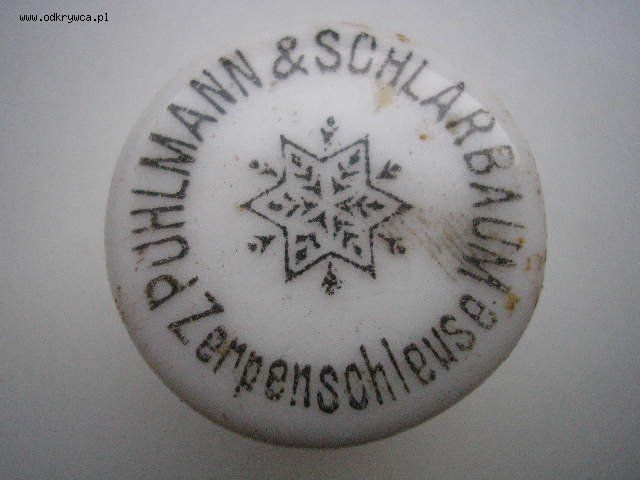 www.odkrywca.pl
PUHLMANN & SCHLARBAUM
Zerpenschleuse